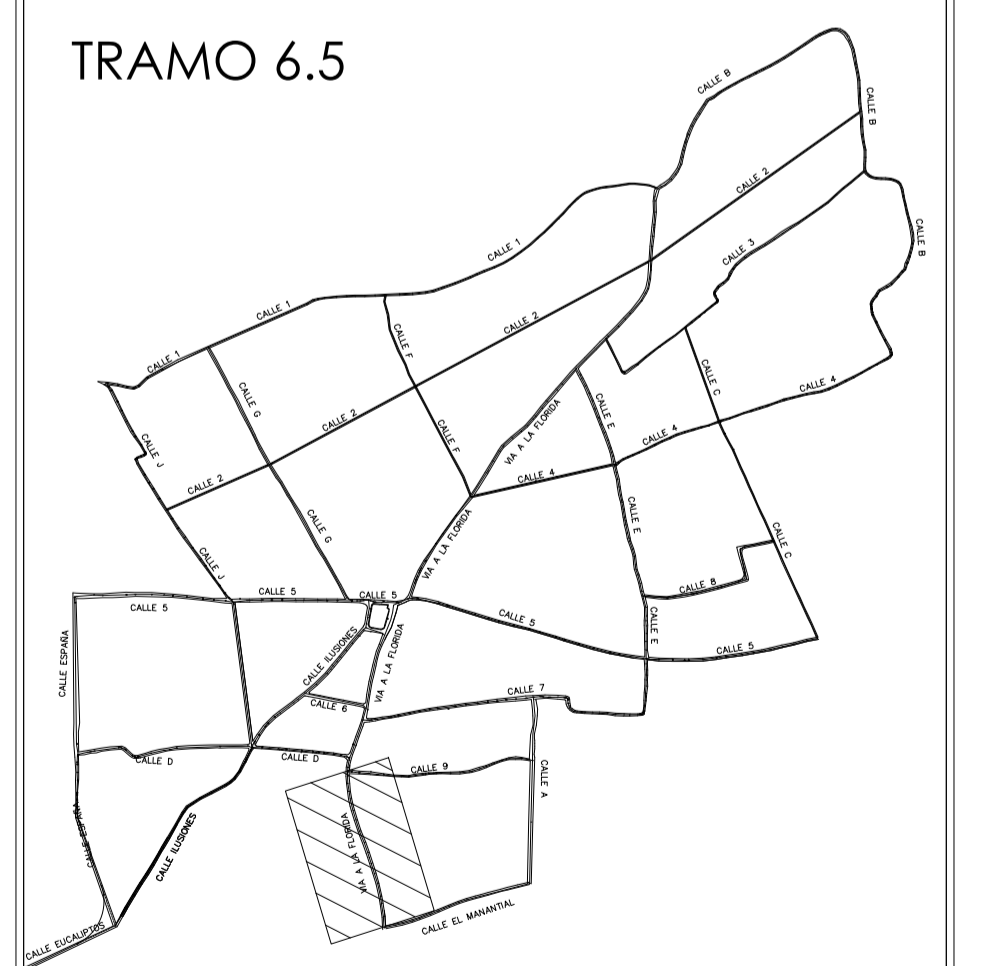 TRAMO 6.5
CALLE B
CALLE B
CALLE 2
CALLE B
CALLE 1
CALLE 3
CALLE 1
CALLE 2
CALLE F
CALLE 1
CALLE C
CALLE 4
CALLE G
CALLE E
CALLE 2
VIA A LA FLORIDA
CALLE F
CALLE 4
CALLE J
CALLE 4
CALLE 2
CALLE E
CALLE G
CALLE C
VIA A LA FLORIDA
CALLE J
CALLE 8
CALLE 5
CALLE 5
CALLE 5
CALLE 5
CALLE E
CALLE 5
CALLE ESPAÑA
CALLE ILUSIONES
VIA A LA FLORIDA
CALLE 7
CALLE 6
CALLE D
CALLE D
CALLE 9
CALLE A
CALLE ESPAÑA
CALLE ILUSIONES
VIA A LA FLORIDA
CALLE EL MANANTIAL
CALLE EUCALIPTOS